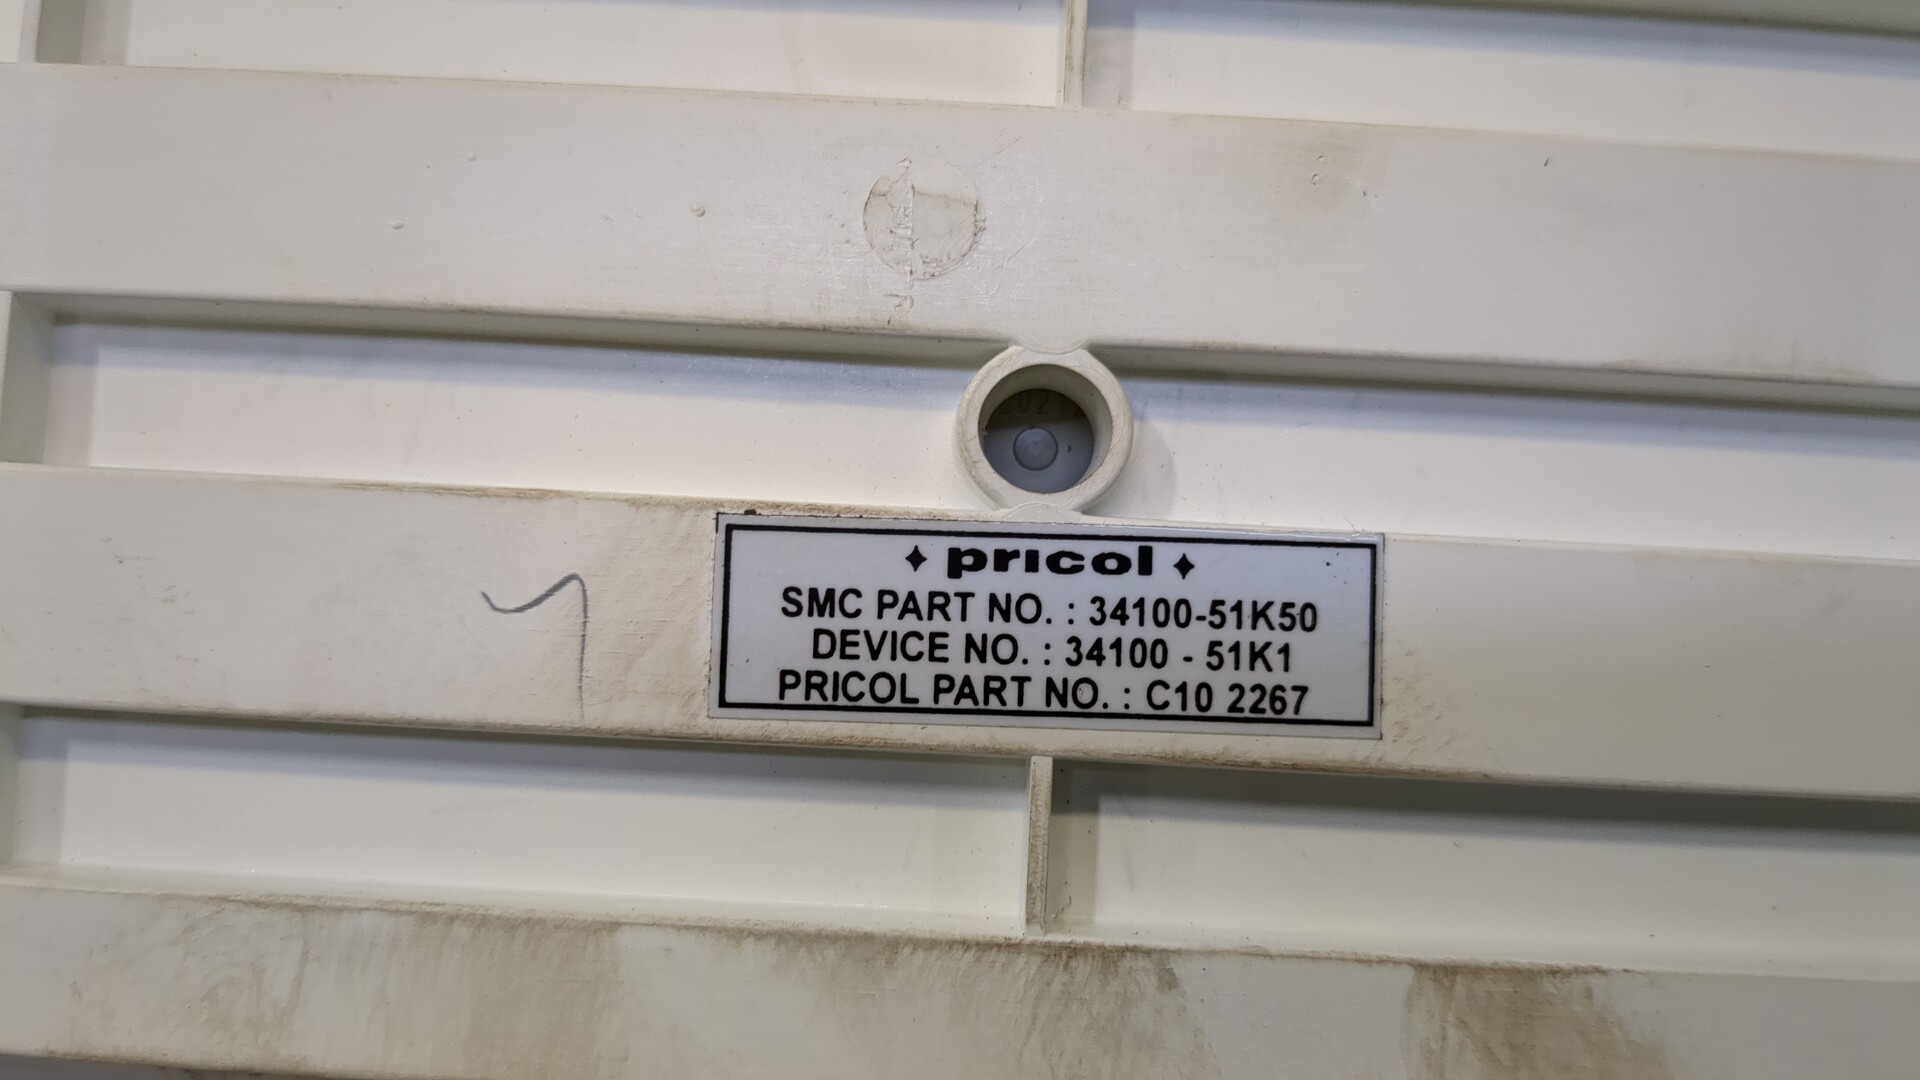 pricol
SMC PART NO. : 34100-51K50
DEVICE NO. : 34100 - 51K1
PRICOL PART NO. : C10 2267